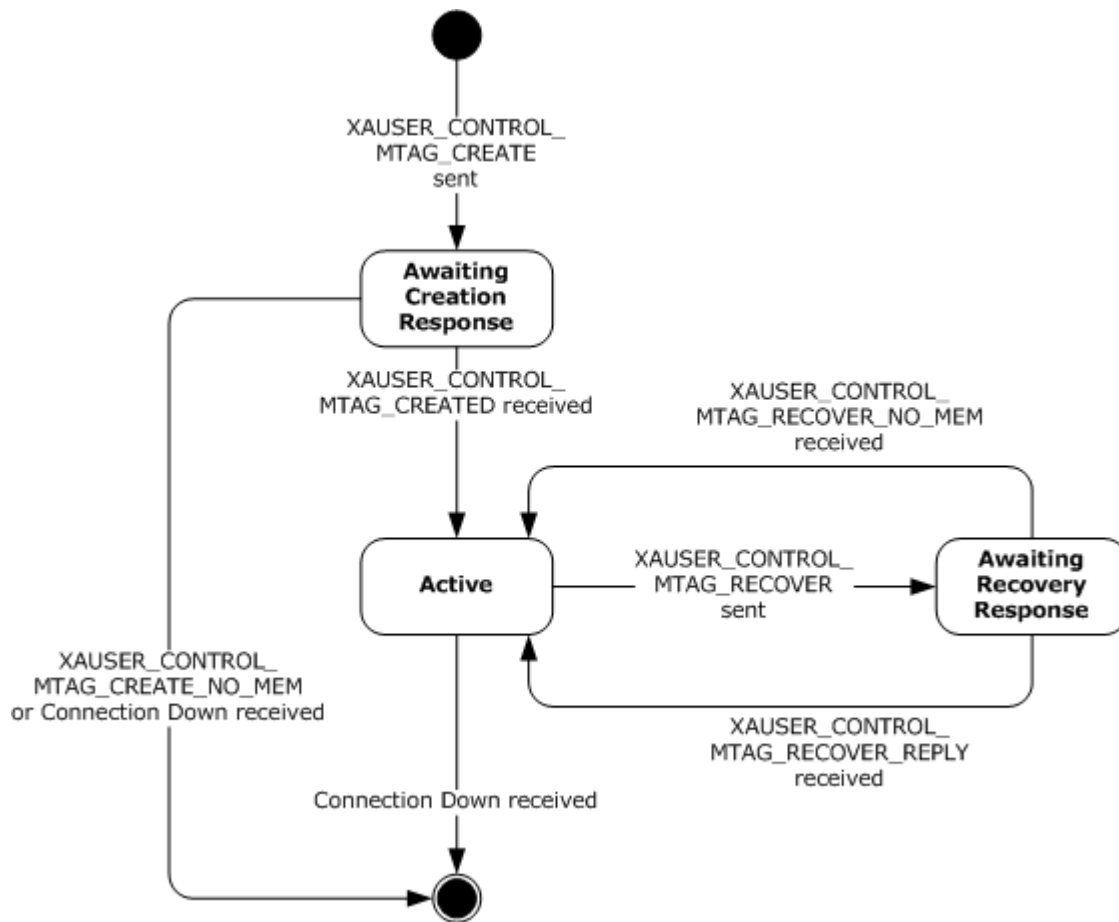 XAUSER_CONTROL_
MTAG_CREATE
sent
Awaiting
Creation
Response
XAUSER_CONTROL_
MTAG_CREATED received
XAUSER_CONTROL_
MTAG_RECOVER_NO_MEM
received
Active
XAUSER_CONTROL_
MTAG_RECOVER
sent
Awaiting
Recovery
Response
XAUSER_CONTROL_
MTAG_CREATE_NO_MEM
or Connection Down received
XAUSER_CONTROL_
MTAG_RECOVER_REPLY
received
Connection Down received